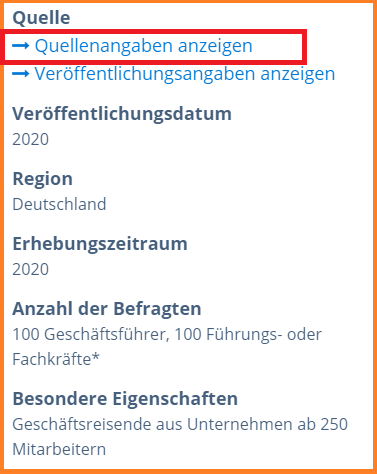 Quelle
➞ Quellenangaben anzeigen
➞ Veröffentlichungsangaben anzeigen
Veröffentlichungsdatum
2020
Region
Deutschland
Erhebungszeitraum
2020
Anzahl der Befragten
100 Geschäftsführer, 100 Führungs- oder
Fachkräfte*
Besondere Eigenschaften
Geschäftsreisende aus Unternehmen ab 250
Mitarbeitern